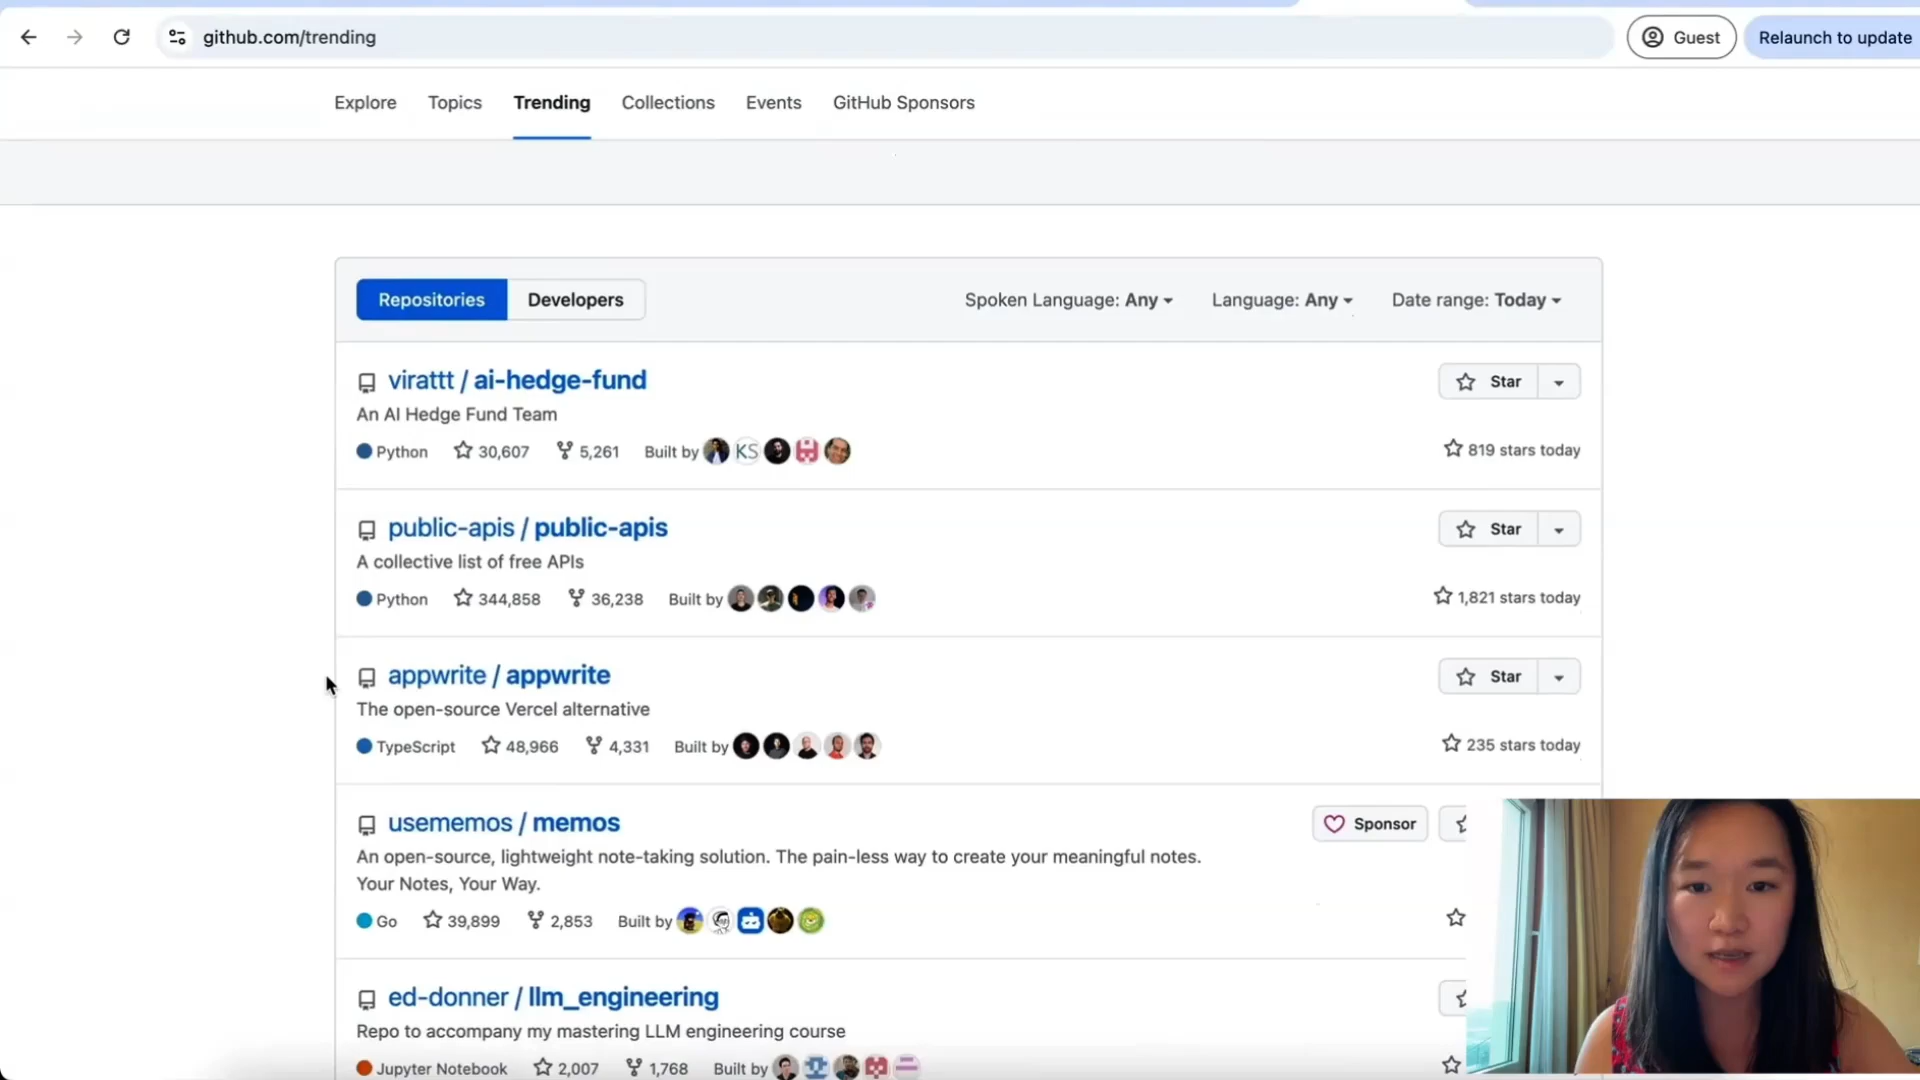 github.com/trending
Guest
Relaunch to update
Explore Topics Trending Collections Events GitHub Sponsors
Repositories Developers Spoken Language: Any Language: Any Date range: Today
virattt / ai-hedge-fund Star
An AI Hedge Fund Team
Python 30,607 5,261 Built by KS 819 stars today
public-apis / public-apis Star
A collective list of free APIs
Python 344,858 36,238 Built by 1,821 stars today
appwrite / appwrite Star
The open-source Vercel alternative
TypeScript 48,966 4,331 Built by 235 stars today
usememos / memos Sponsor
An open-source, lightweight note-taking solution. The pain-less way to create your meaningful notes.
Your Notes, Your Way.
Go 39,899 2,853 Built by
ed-donner / llm_engineering
Repo to accompany my mastering LLM engineering course
Jupyter Notebook 2,007 1,768 Built by